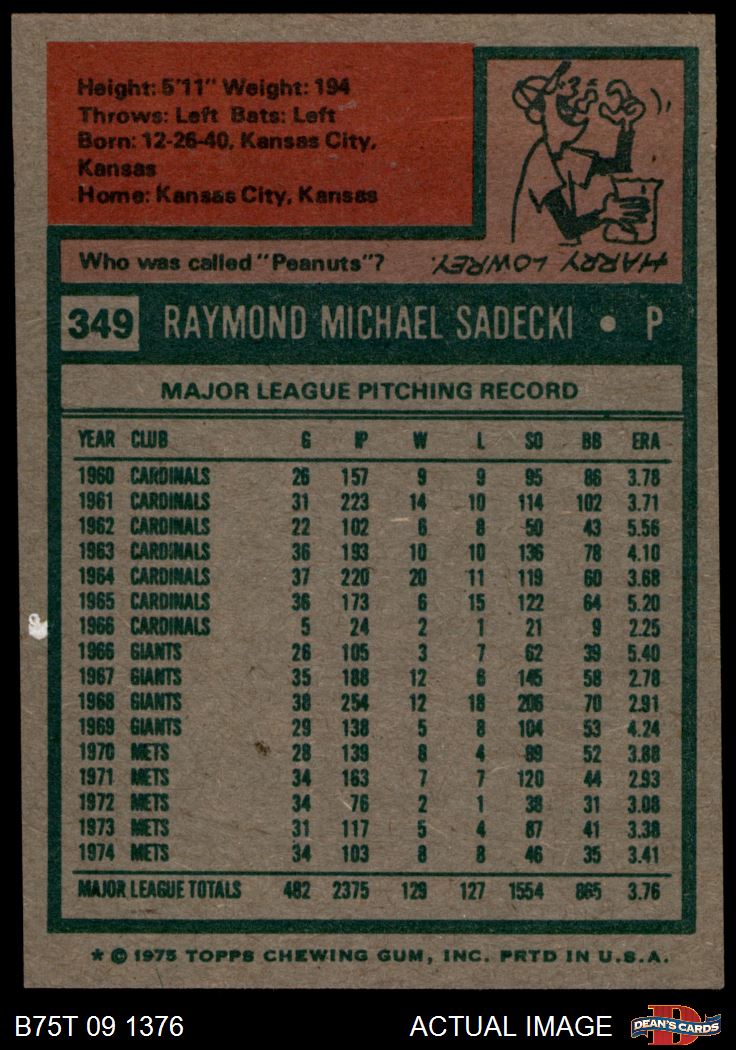 Height: 5'11" Weight: 194
Throws: Left Bats: Left
Born: 12-26-40, Kansas City,
Kansas
Home: Kansas City, Kansas
Who was called "Peanuts"?
HARRY LOWREY.
349 RAYMOND MICHAEL SADECKI • P
MAJOR LEAGUE PITCHING RECORD
YEAR CLUB G IP W L SO BB ERA
1960 CARDINALS 26 157 9 9 95 86 3.78
1961 CARDINALS 31 223 14 10 114 102 3.71
1962 CARDINALS 22 102 6 8 50 43 5.56
1963 CARDINALS 36 193 10 10 136 78 4.10
1964 CARDINALS 37 220 20 11 119 60 3.68
1965 CARDINALS 36 173 6 15 122 64 5.20
1966 CARDINALS 5 24 2 1 21 9 2.25
1966 GIANTS 26 105 3 7 62 39 5.40
1967 GIANTS 35 188 12 6 145 58 2.78
1968 GIANTS 38 254 12 18 206 70 2.91
1969 GIANTS 29 138 5 8 104 53 4.24
1970 METS 28 139 8 4 89 52 3.88
1971 METS 34 163 7 7 120 44 2.93
1972 METS 34 76 2 1 38 31 3.08
1973 METS 31 117 5 4 87 41 3.38
1974 METS 34 103 8 8 46 35 3.41
MAJOR LEAGUE TOTALS 482 2375 129 127 1554 865 3.76
* © 1975 TOPPS CHEWING GUM, INC. PRTD IN U.S.A.
B75T 09 1376 ACTUAL IMAGE DEAN'S CARDS